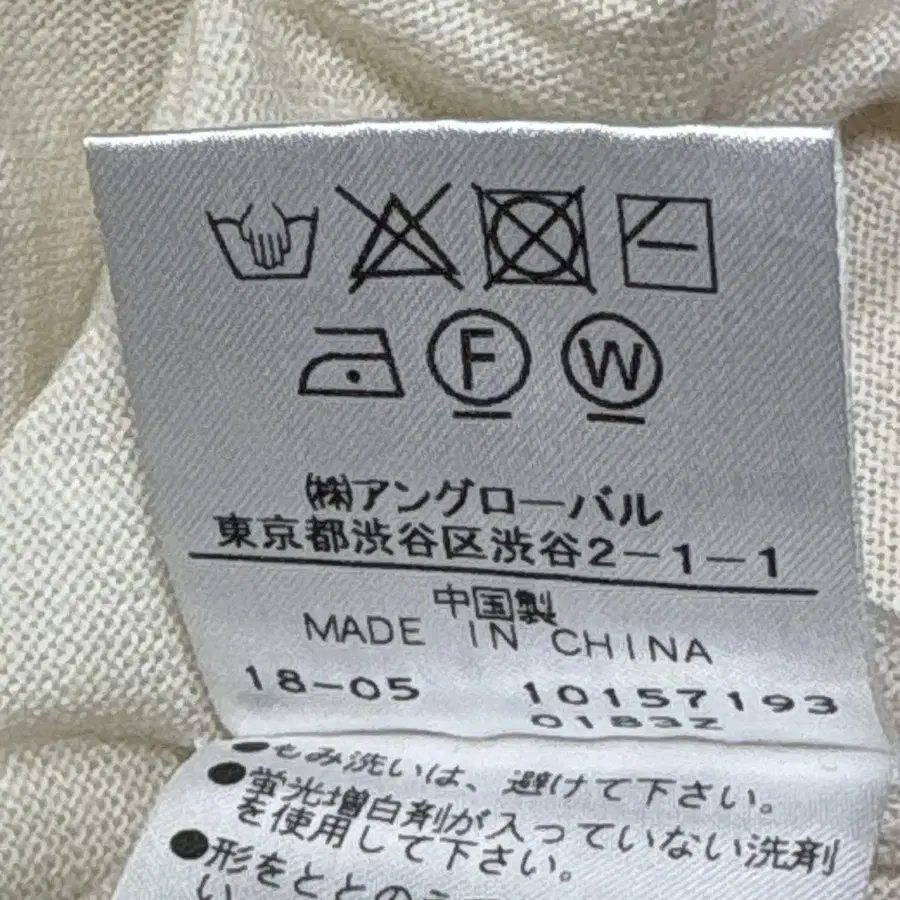 F W
(株)アングローバル
東京都渋谷区渋谷2-1-1
中国製
MADE IN CHINA
18-05 10157193
0183Z
●もみ洗いは、避けて下さい。
●蛍光増白剤が入っていない洗剤
を使用して下さい。
●形をととのえ
い